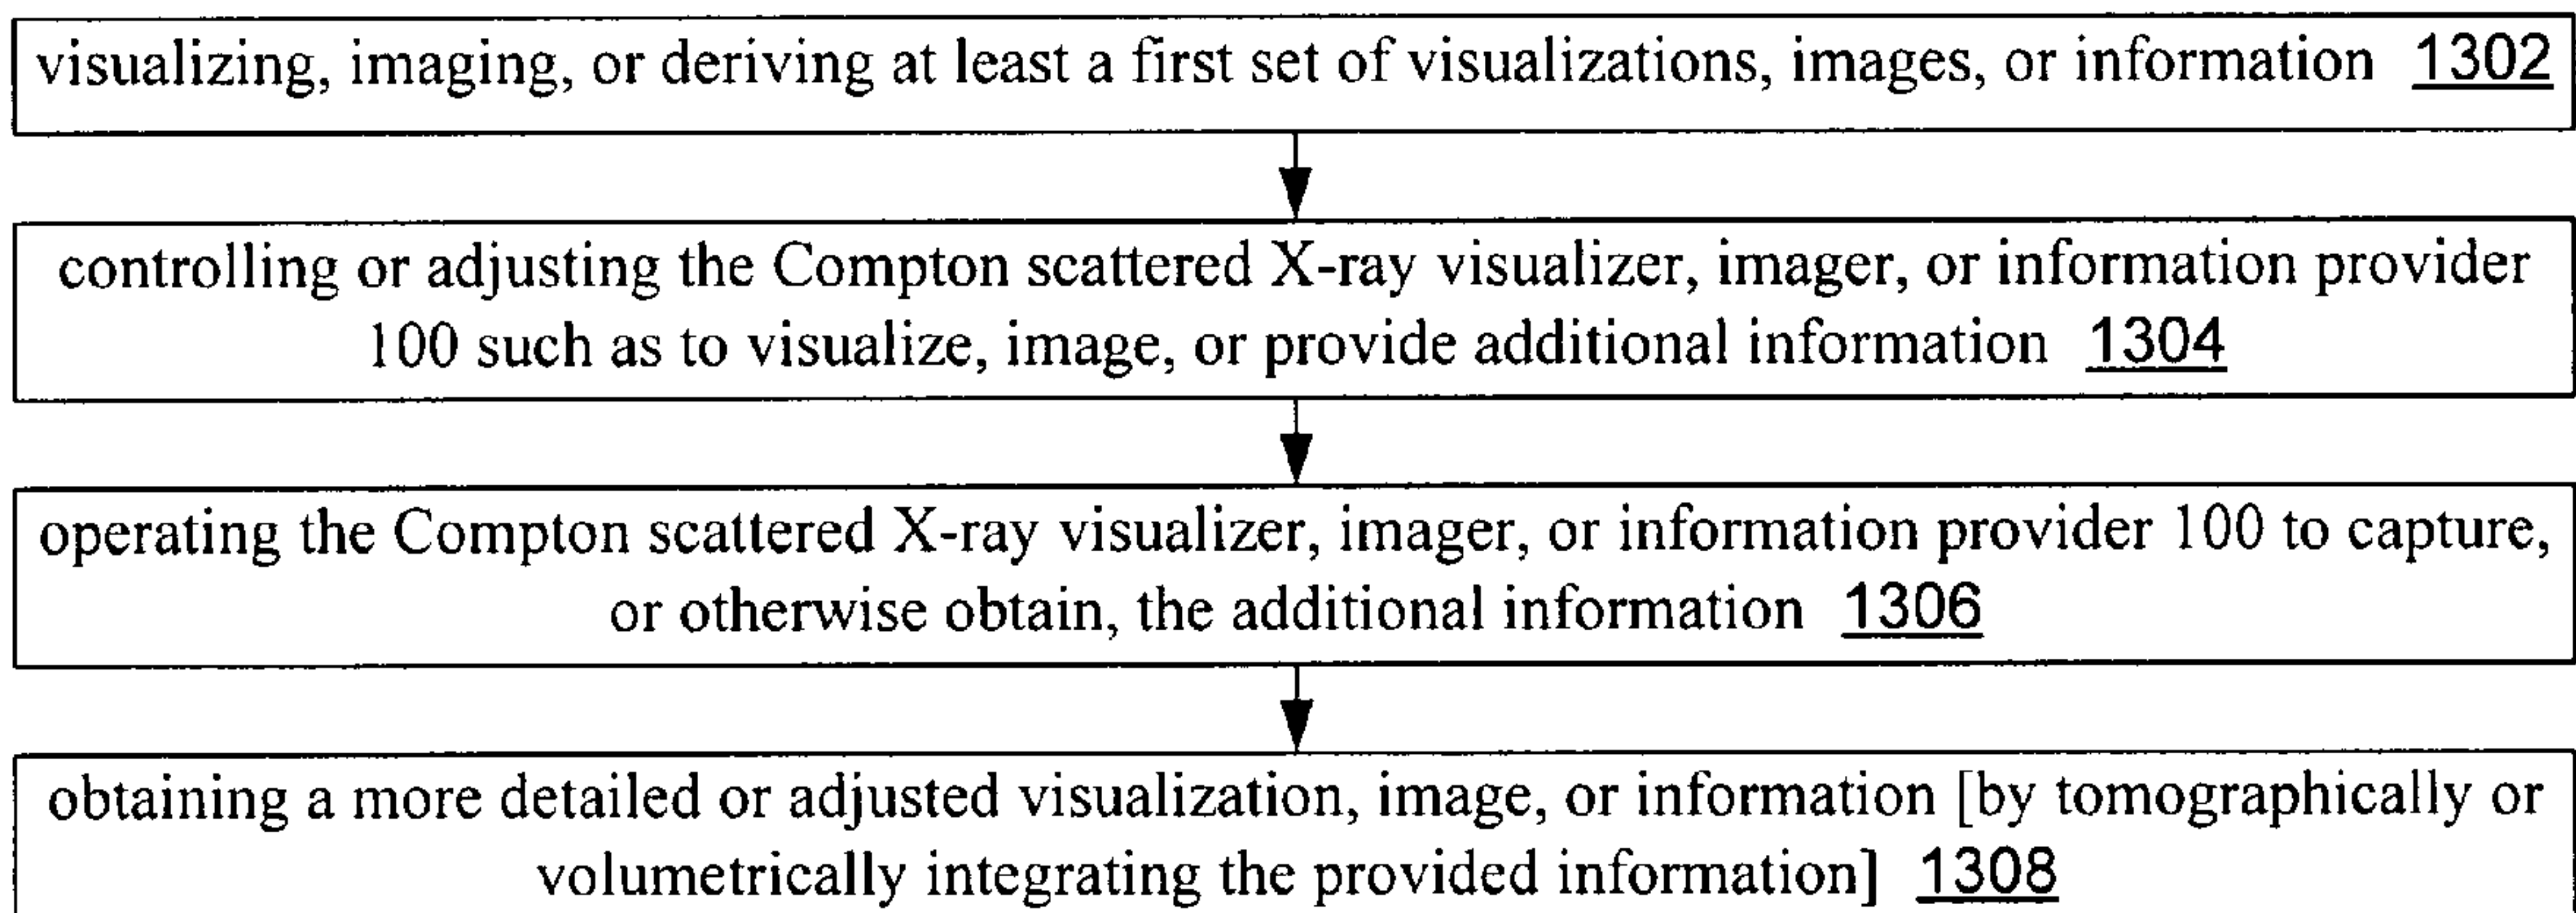 visualizing, imaging, or deriving at least a first set of visualizations, images, or information 1302
controlling or adjusting the Compton scattered X-ray visualizer, imager, or information provider
100 such as to visualize, image, or provide additional information 1304
operating the Compton scattered X-ray visualizer, imager, or information provider 100 to capture,
or otherwise obtain, the additional information 1306
obtaining a more detailed or adjusted visualization, image, or information [by tomographically or
volumetrically integrating the provided information] 1308